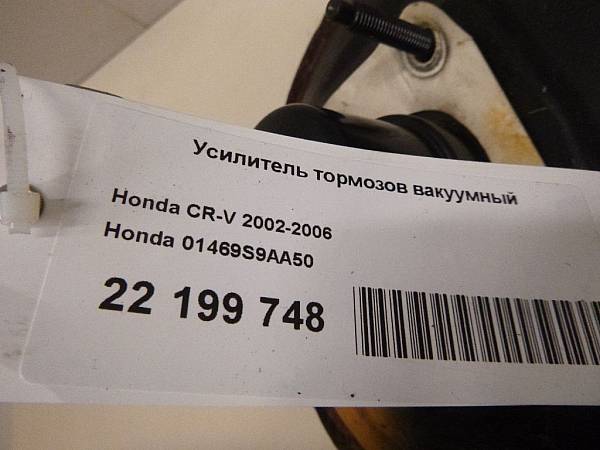 Усилитель тормозов вакуумный
Honda CR-V 2002-2006
Honda 01469S9AA50
22 199 748